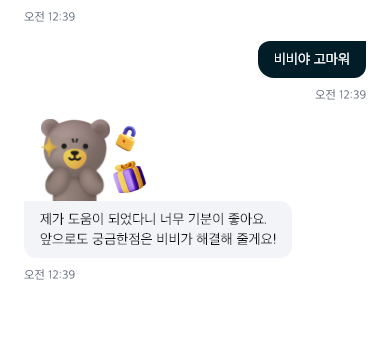 오전 12:39
비비야 고마워
오전 12:39
제가 도움이 되었다니 너무 기분이 좋아요.
앞으로도 궁금한점은 비비가 해결해 줄게요!
오전 12:39